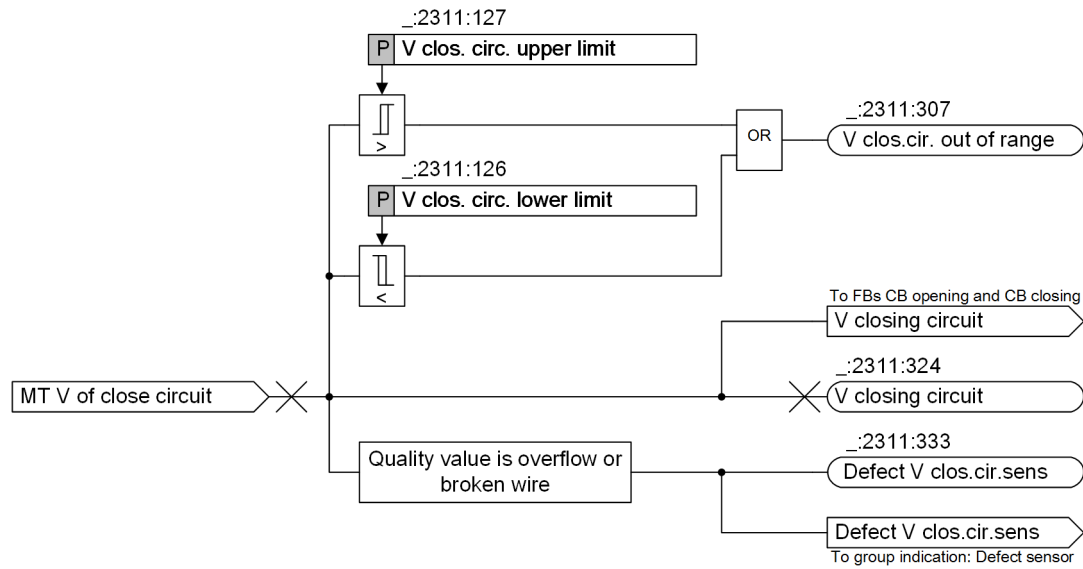 _:2311:127
P V clos. circ. upper limit
>
_:2311:307
OR
V clos.cir. out of range
_:2311:126
P V clos. circ. lower limit
<
To FBs CB opening and CB closing
V closing circuit
_:2311:324
MT V of close circuit
V closing circuit
_:2311:333
Quality value is overflow or
broken wire
Defect V clos.cir.sens
Defect V clos.cir.sens
To group indication: Defect sensor